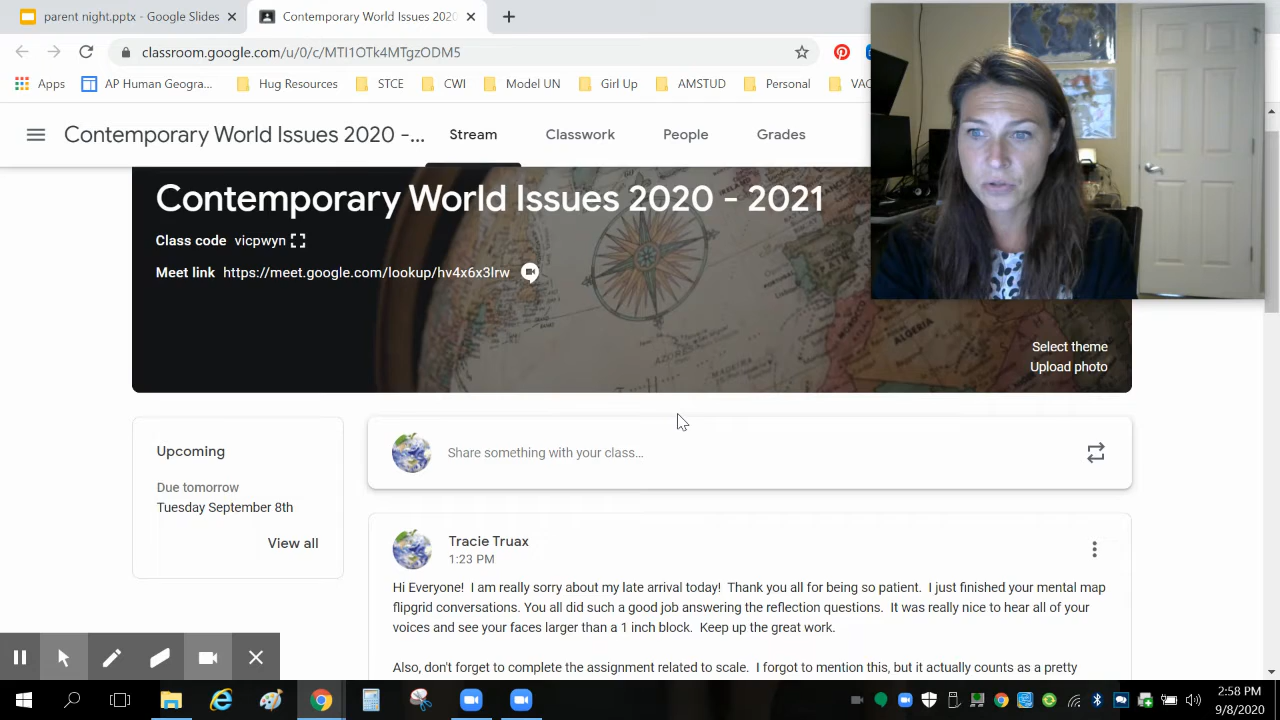 parent night.pptx - Google Slides
Contemporary World Issues 2020
classroom.google.com/u/0/c/MTI1OTk4MTgzODM5
Apps AP Human Geogra... Hug Resources STCE CWI Model UN Girl Up AMSTUD Personal VAC
Contemporary World Issues 2020 -... Stream Classwork People Grades
Contemporary World Issues 2020 - 2021
Class code vicpwyn
Meet link https://meet.google.com/lookup/hv4x6x3lrw
ALGERIA
Select theme
Upload photo
Upcoming
Due tomorrow
Tuesday September 8th
View all
Share something with your class...
Tracie Truax
1:23 PM
Hi Everyone! I am really sorry about my late arrival today! Thank you all for being so patient. I just finished your mental map
flipgrid conversations. You all did such a good job answering the reflection questions. It was really nice to hear all of your
voices and see your faces larger than a 1 inch block. Keep up the great work.
Also, don't forget to complete the assignment related to scale. I forgot to mention this, but it actually counts as a pretty
2:58 PM
9/8/2020